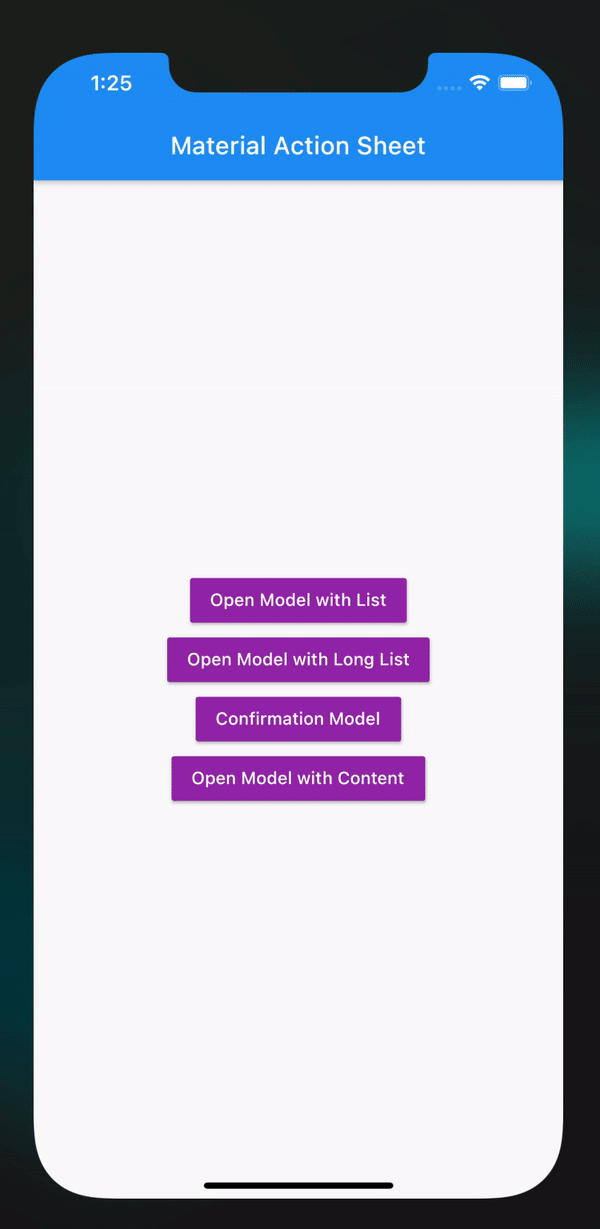 1:25
Material Action Sheet
Open Model with List
Open Model with Long List
Confirmation Model
Open Model with Content